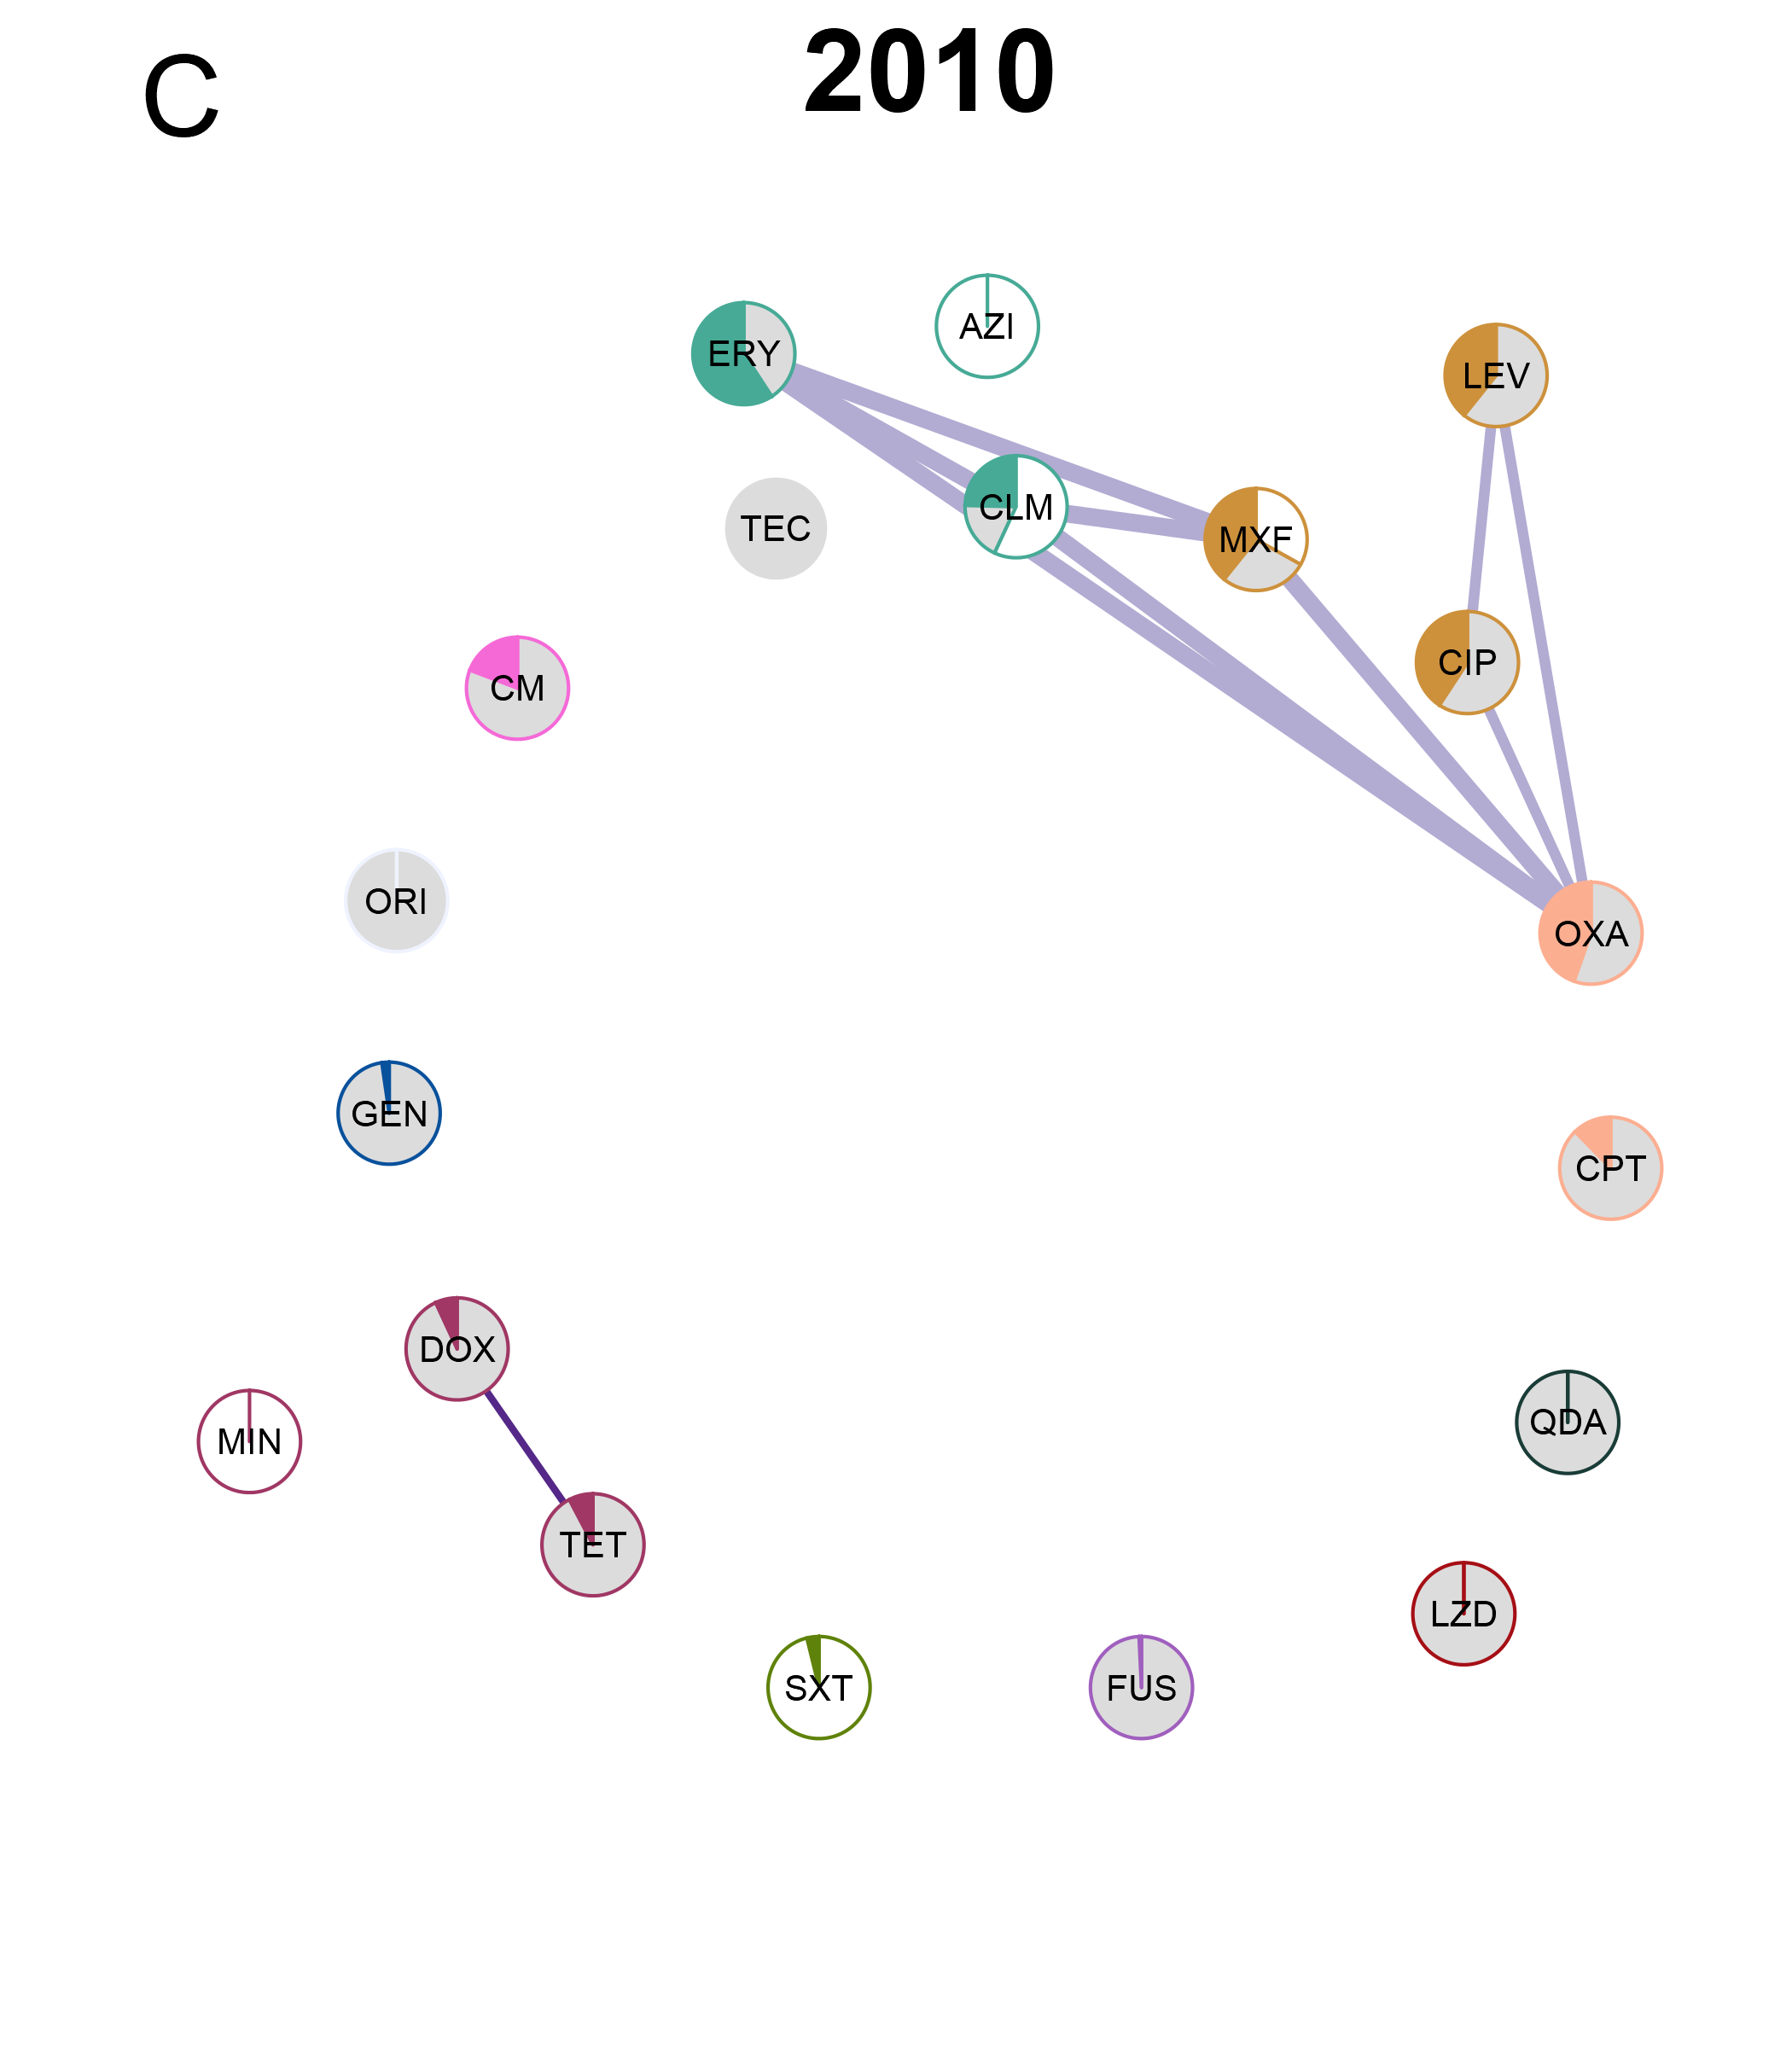 C
2010
AZI
ERY
LEV
CLM
TEC
MXF
CIP
CM
ORI
OXA
GEN
CPT
DOX
QDA
MIN
TET
LZD
SXT
FUS